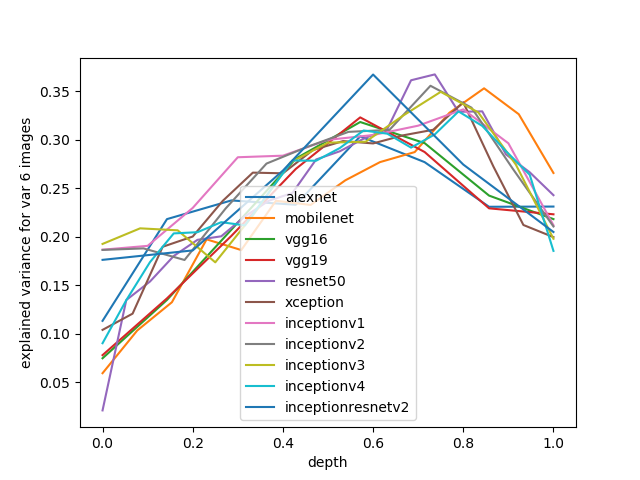 0.35
0.30
0.25
0.20
0.15
0.10
0.05
explained variance for var 6 images
alexnet
mobilenet
vgg16
vgg19
resnet50
xception
inceptionv1
inceptionv2
inceptionv3
inceptionv4
inceptionresnetv2
0.0 0.2 0.4 0.6 0.8 1.0
depth